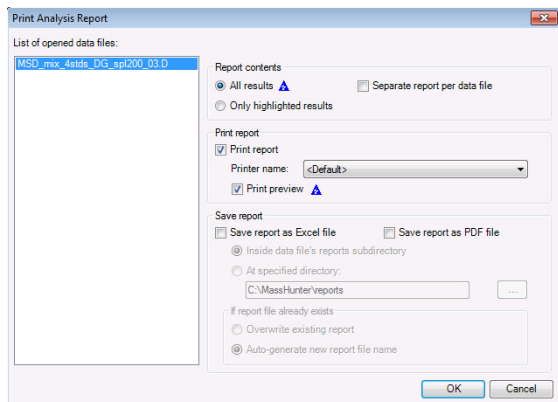 Print Analysis Report
List of opened data files:
MSD_mix_4stds_DG_spl200_03.D
Report contents
All results
Separate report per data file
Only highlighted results
Print report
Print report
Printer name: <Default>
Print preview
Save report
Save report as Excel file
Save report as PDF file
Inside data file's reports subdirectory
At specified directory:
C:\MassHunter\reports
...
If report file already exists
Overwrite existing report
Auto-generate new report file name
OK
Cancel